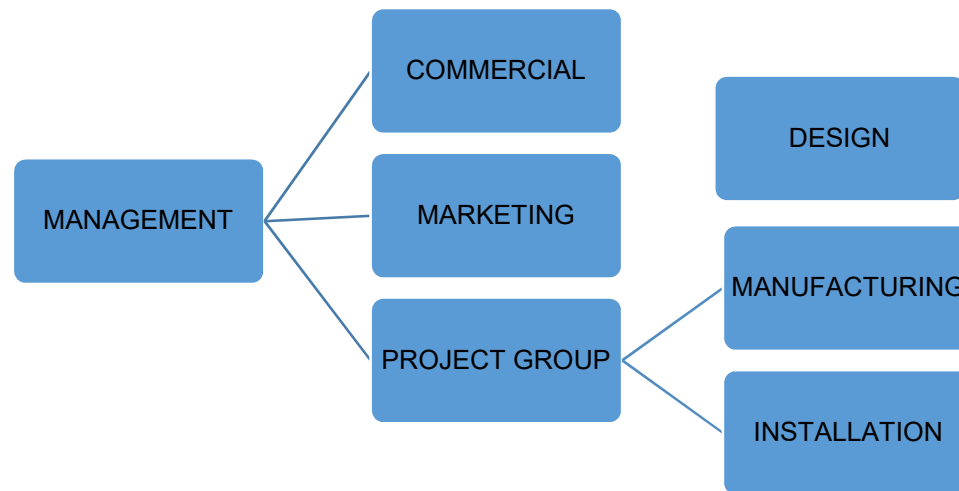 COMMERCIAL
DESIGN
MANAGEMENT
MARKETING
MANUFACTURING
PROJECT GROUP
INSTALLATION